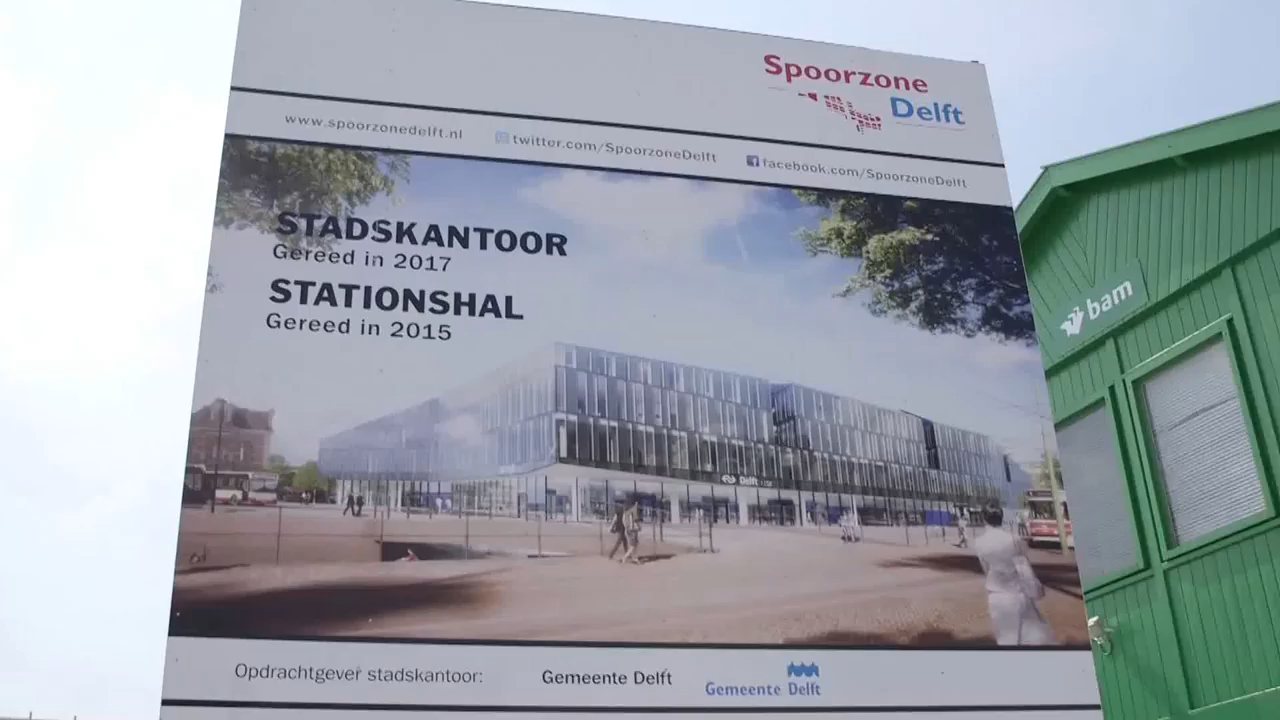 Spoorzone
Delft
www.spoorzonedelft.nl
twitter.com/SpoorzoneDelft
facebook.com/SpoorzoneDelft
STADSKANTOOR
Gereed in 2017
STATIONSHAL
Gereed in 2015
bam
Delft
Opdrachtgever stadskantoor:
Gemeente Delft
Gemeente Delft